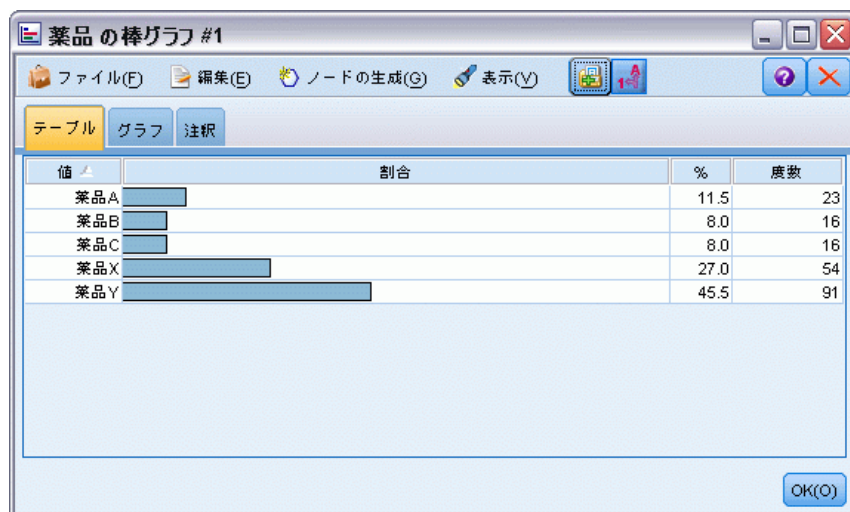 薬品 の棒グラフ #1
ファイル(F) 編集(E) ノードの生成(G) 表示(V)
テーブル グラフ 注釈
値 割合 % 度数
薬品A 11.5 23
薬品B 8.0 16
薬品C 8.0 16
薬品X 27.0 54
薬品Y 45.5 91
OK(O)